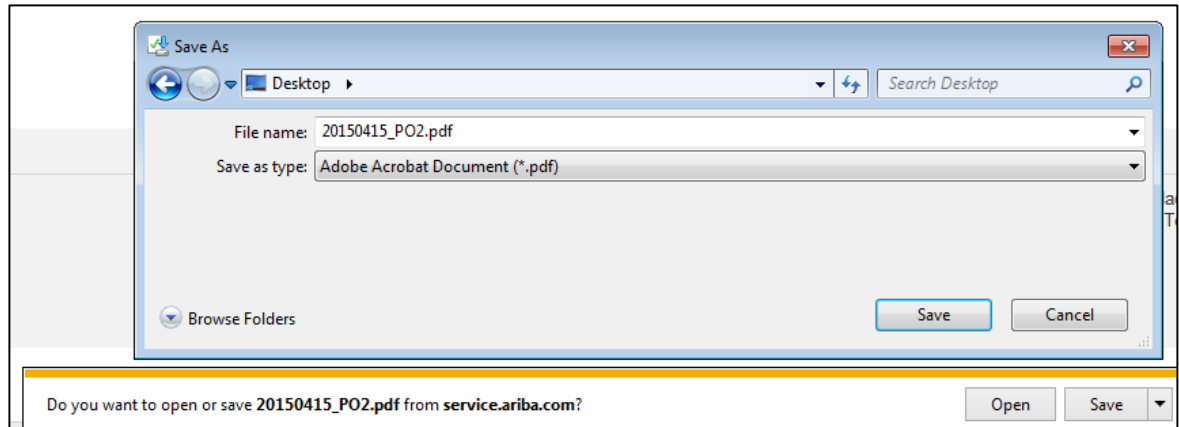 Save As
Desktop
Search Desktop
File name: 20150415_PO2.pdf
Save as type: Adobe Acrobat Document (*.pdf)
Browse Folders
Save
Cancel
Do you want to open or save 20150415_PO2.pdf from service.ariba.com?
Open
Save